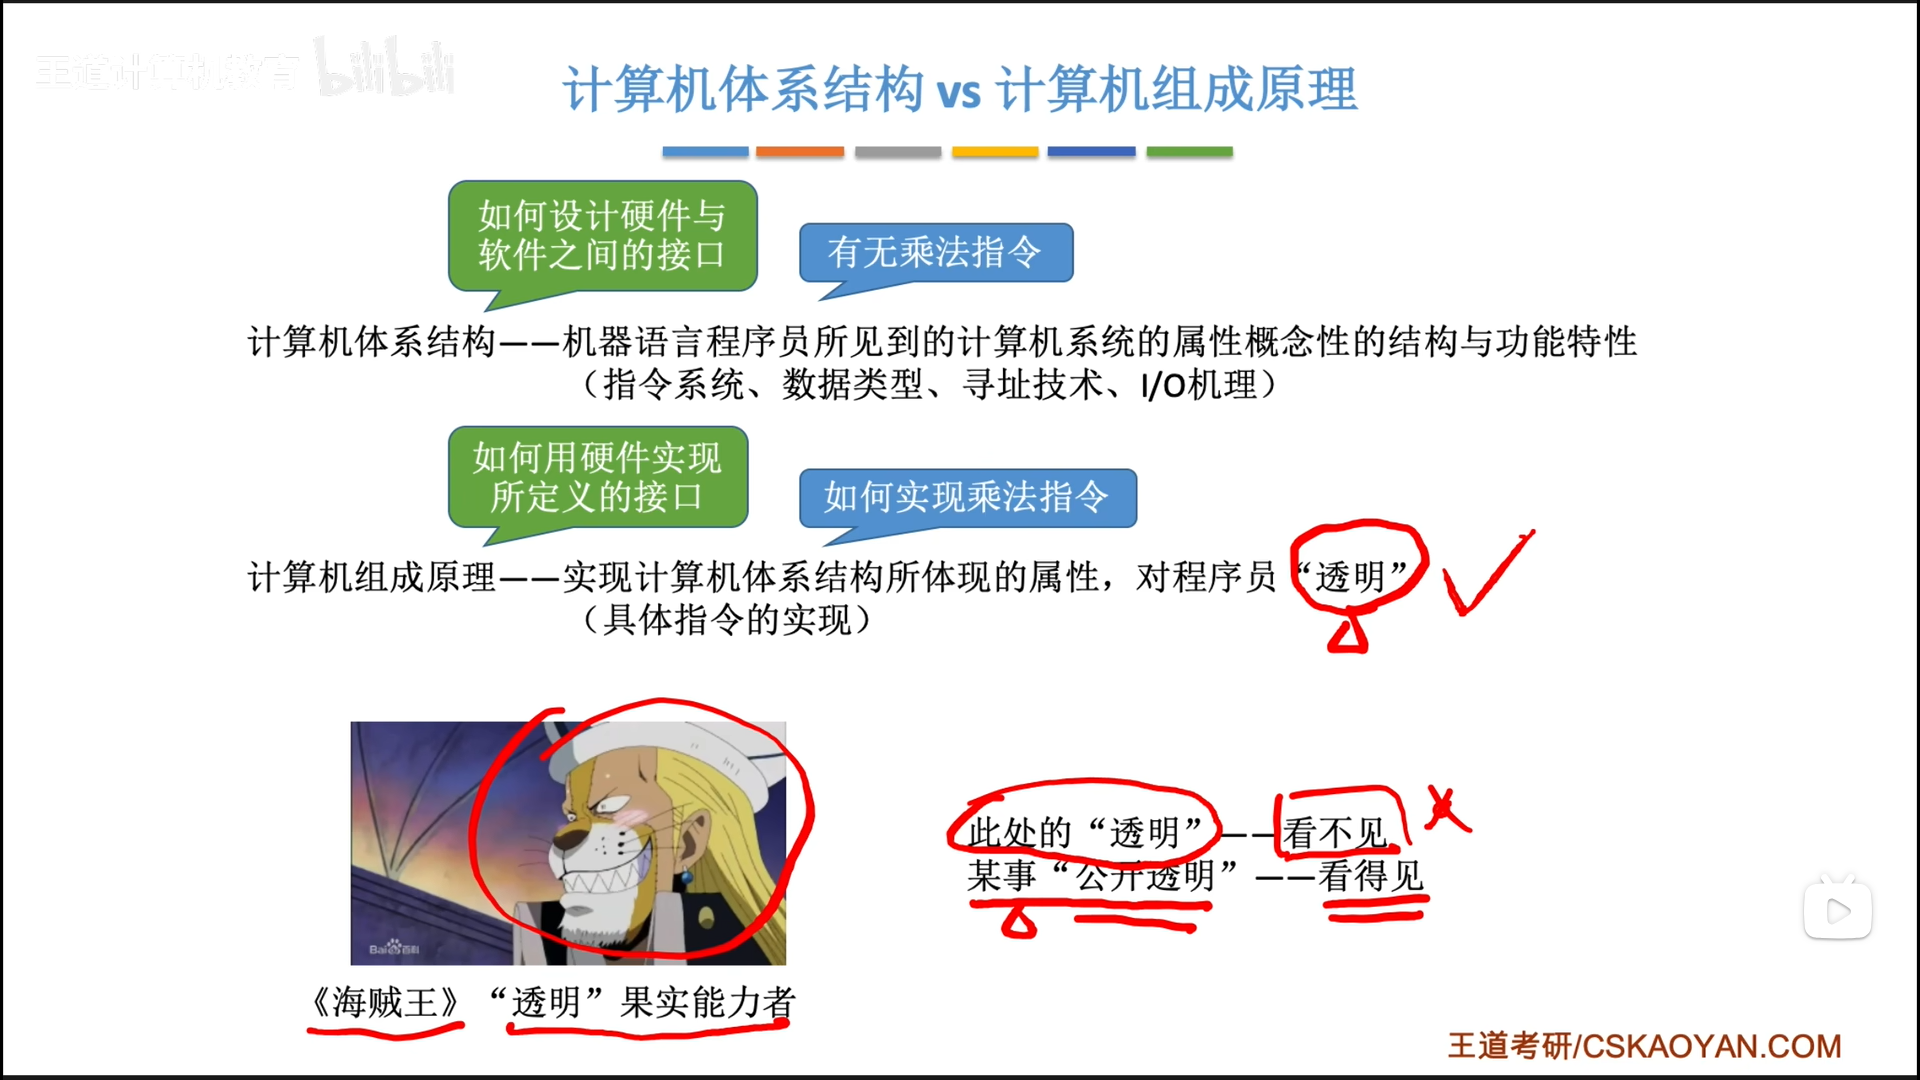 王道计算机教育 bilibili
计算机体系结构 vs 计算机组成原理
如何设计硬件与
软件之间的接口
有无乘法指令
计算机体系结构——机器语言程序员所见到的计算机系统的属性概念性的结构与功能特性
（指令系统、数据类型、寻址技术、I/O机理）
如何用硬件实现
所定义的接口
如何实现乘法指令
计算机组成原理——实现计算机体系结构所体现的属性，对程序员“透明”
（具体指令的实现）
此处的“透明”——看不见
某事“公开透明”——看得见
Bai百科
《海贼王》“透明”果实能力者
王道考研/CSKAOYAN.COM